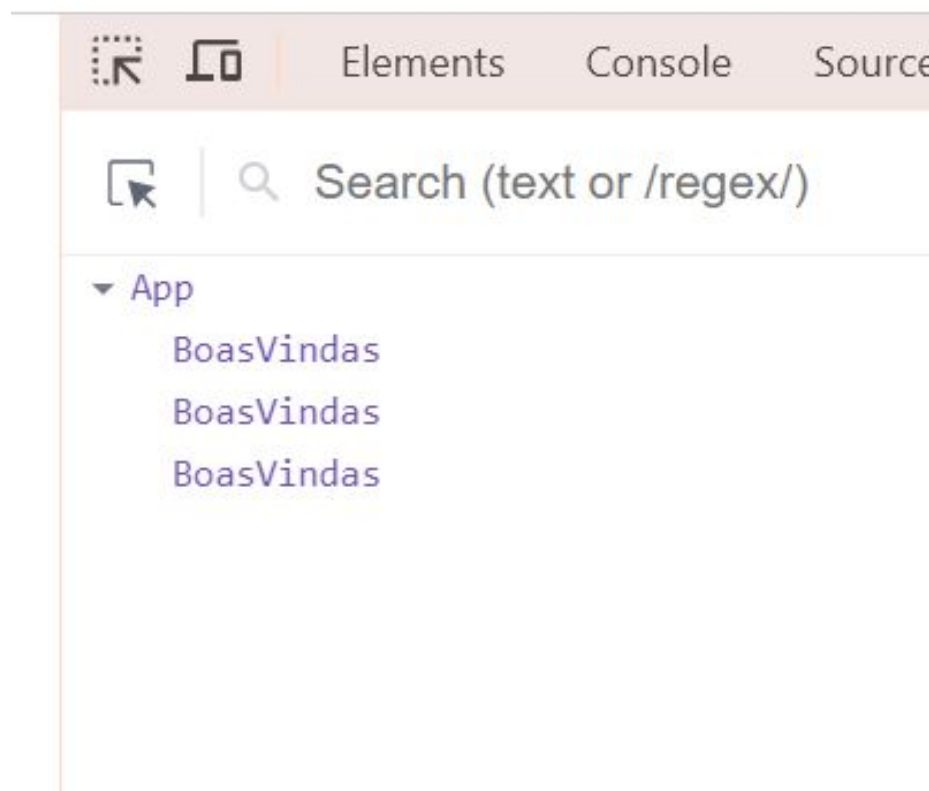 Elements Console Source
Search (text or /regex/)
App
BoasVindas
BoasVindas
BoasVindas